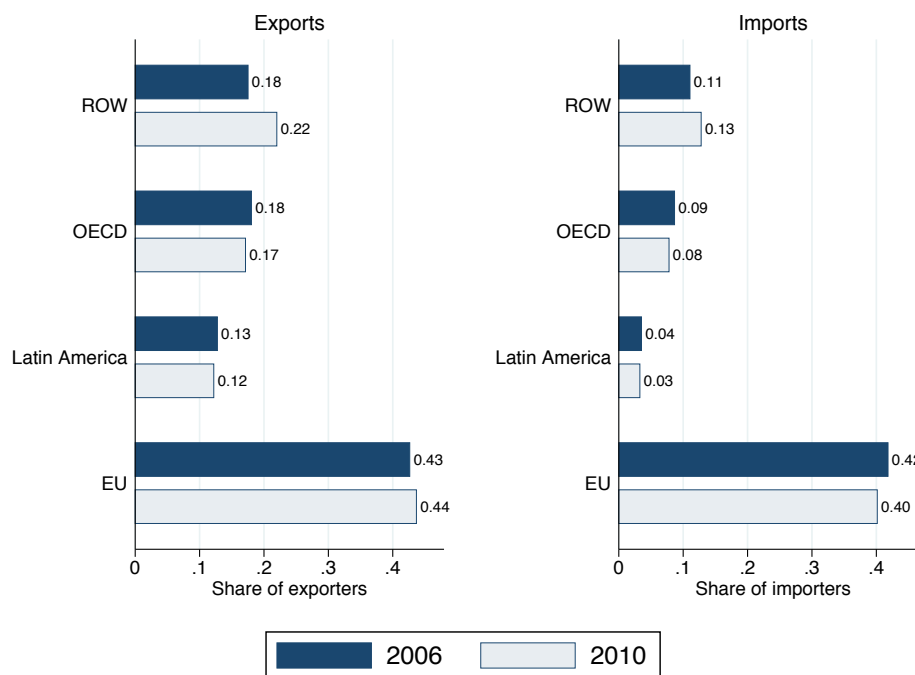 Exports
ROW
0.18
0.22
OECD
0.18
0.17
Latin America
0.13
0.12
EU
0.43
0.44
0 .1 .2 .3 .4
Share of exporters
Imports
ROW
0.11
0.13
OECD
0.09
0.08
Latin America
0.04
0.03
EU
0.42
0.40
0 .1 .2 .3 .4
Share of importers
2006 2010